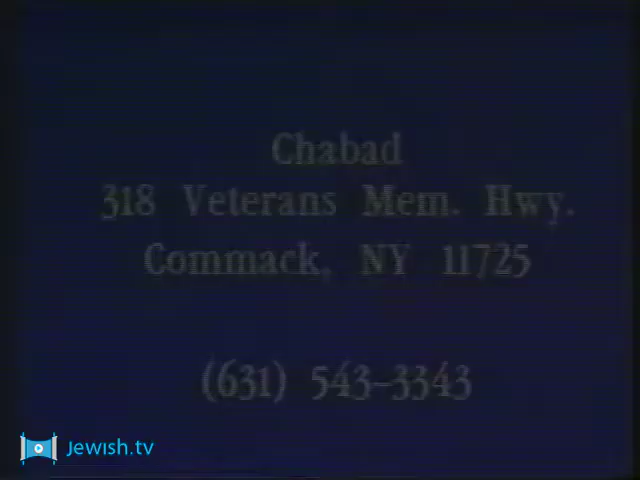 Chabad
318 Veterans Mem. Hwy.
Commack, NY 11725
(631) 543-3343
Jewish.tv